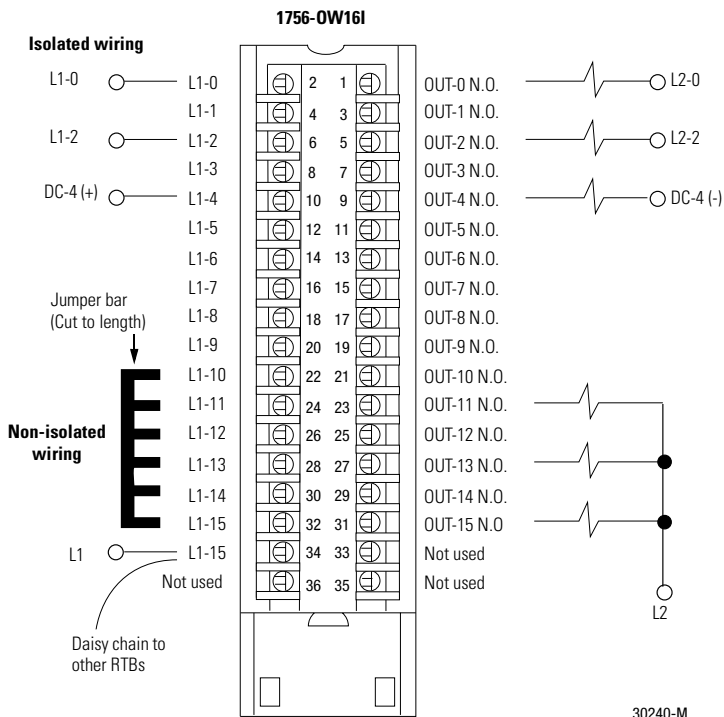 1756-OW16I
Isolated wiring
L1-0 L1-0 2 1 OUT-0 N.O. L2-0
L1-1 4 3 OUT-1 N.O.
L1-2 L1-2 6 5 OUT-2 N.O. L2-2
L1-3 8 7 OUT-3 N.O.
DC-4 (+) L1-4 10 9 OUT-4 N.O. DC-4 (-)
L1-5 12 11 OUT-5 N.O.
L1-6 14 13 OUT-6 N.O.
L1-7 16 15 OUT-7 N.O.
Jumper bar
(Cut to length)
L1-8 18 17 OUT-8 N.O.
L1-9 20 19 OUT-9 N.O.
L1-10 22 21 OUT-10 N.O.
L1-11 24 23 OUT-11 N.O.
Non-isolated
wiring
L1-12 26 25 OUT-12 N.O.
L1-13 28 27 OUT-13 N.O.
L1-14 30 29 OUT-14 N.O.
L1-15 32 31 OUT-15 N.O
L1 L1-15 34 33 Not used
Not used 36 35 Not used
L2
Daisy chain to
other RTBs
30240-M